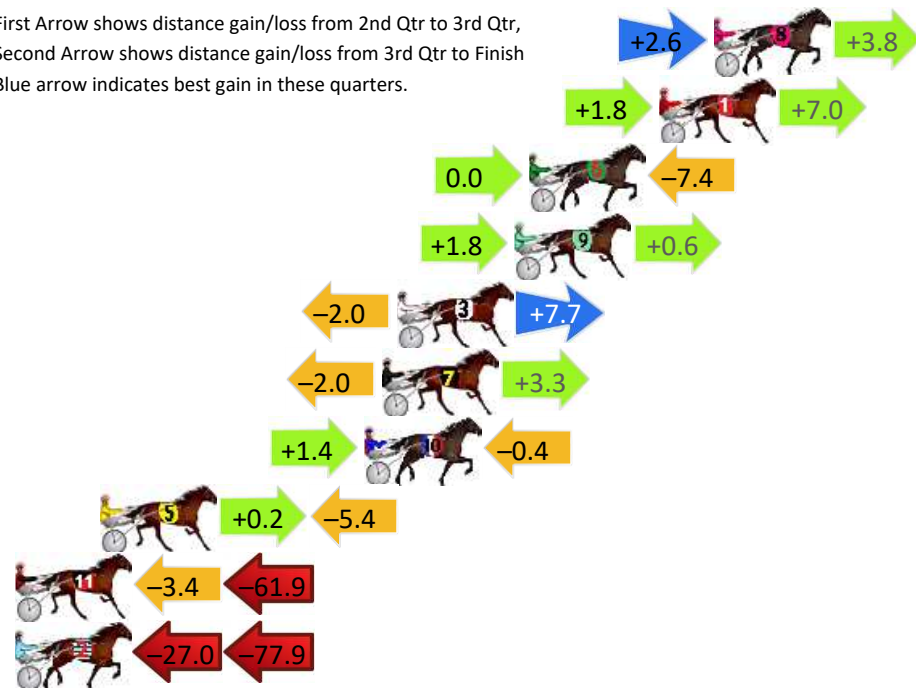 First Arrow shows distance gain/loss from 2nd Qtr to 3rd Qtr,
Second Arrow shows distance gain/loss from 3rd Qtr to Finish
Blue arrow indicates best gain in these quarters.
+2.6 8 +3.8
+1.8 1 +7.0
0.0 6 –7.4
+1.8 9 +0.6
–2.0 3 +7.7
–2.0 7 +3.3
+1.4 10 –0.4
5 +0.2 –5.4
11 –3.4 –61.9
–27.0 –77.9